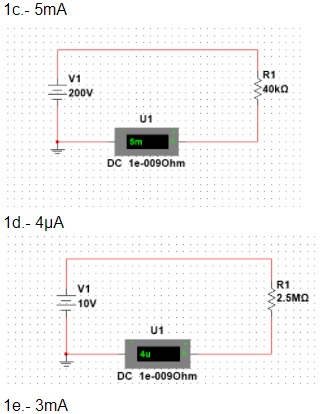 1c.- 5mA
V1
200V
R1
40kΩ
U1
5m
DC 1e-009Ohm
1d.- 4µA
V1
10V
R1
2.5MΩ
U1
4u
DC 1e-009Ohm
1e.- 3mA